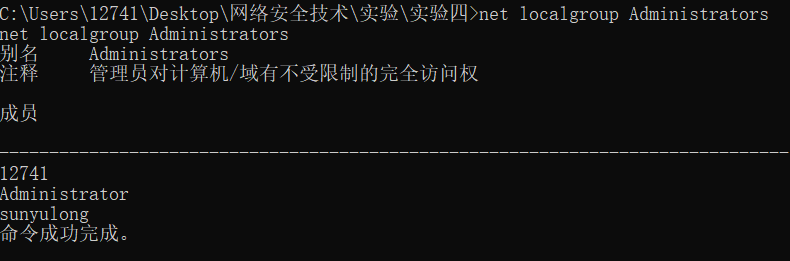 C:\Users\12741\Desktop\网络安全技术\实验\实验四>net localgroup Administrators
net localgroup Administrators
别名     Administrators
注释     管理员对计算机/域有不受限制的完全访问权
成员
-------------------------------------------------------------------------------
12741
Administrator
sunyulong
命令成功完成。